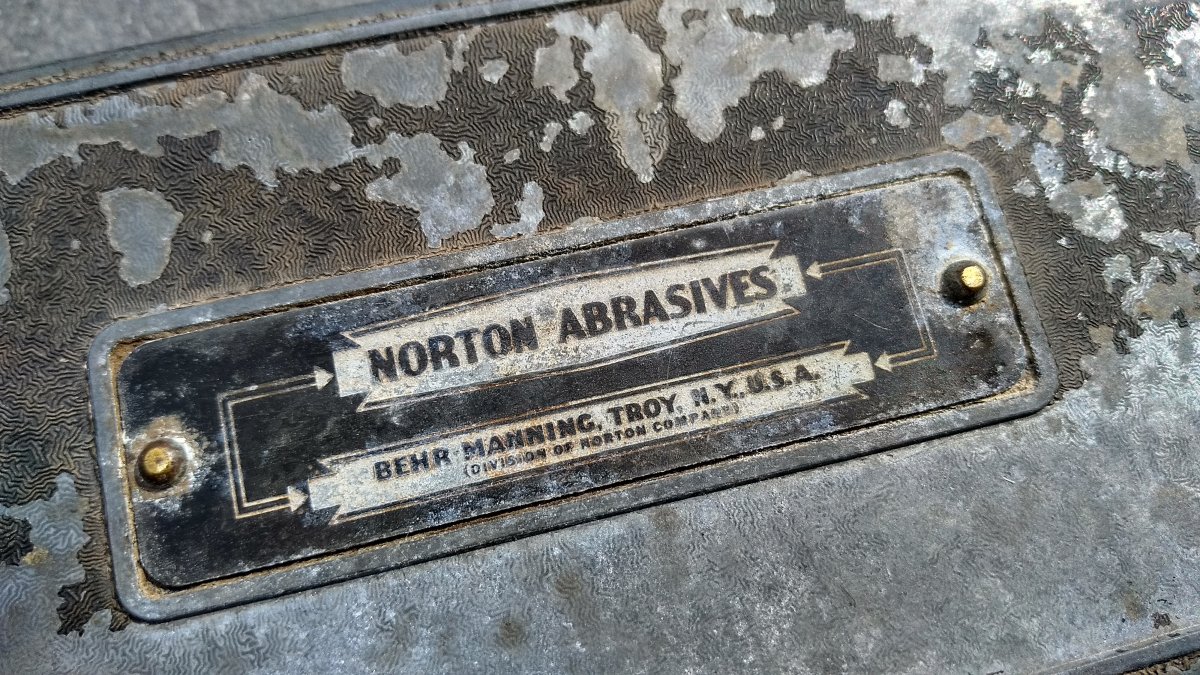 NORTON ABRASIVES
BEHR MANNING, TROY, N.Y., U.S.A.
(DIVISION OF NORTON COMPANY)